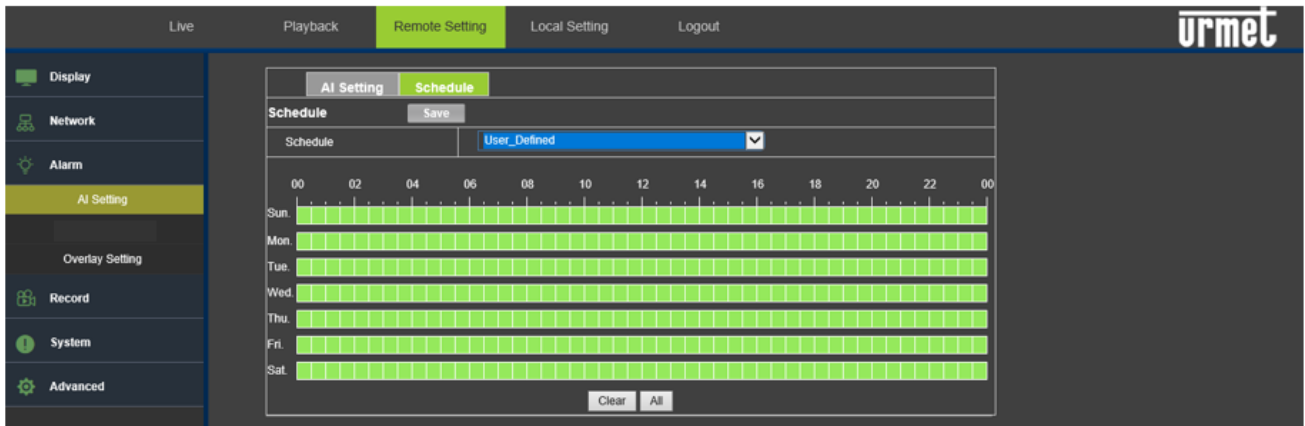 Live Playback Remote Setting Local Setting Logout urmet
Display
Network
Alarm
AI Setting
Overlay Setting
Record
System
Advanced
AI Setting Schedule
Schedule Save
Schedule User_Defined
00 02 04 06 08 10 12 14 16 18 20 22 00
Sun.
Mon.
Tue.
Wed.
Thu.
Fri.
Sat.
Clear All